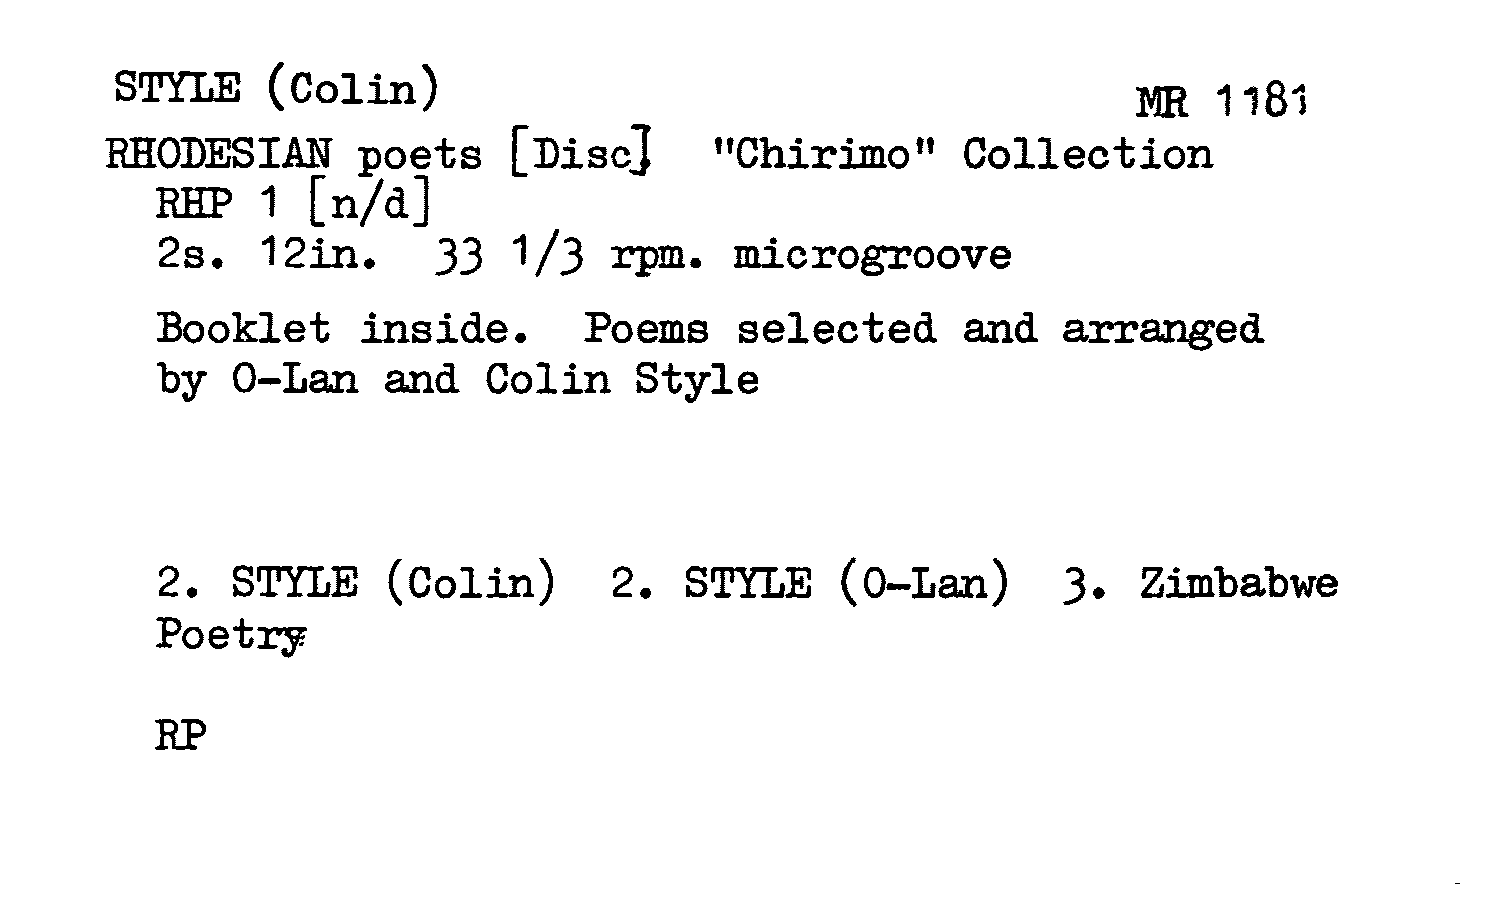 STYLE (Colin)
MR 1181
RHODESIAN poets [Disc] "Chirimo" Collection
RHP 1 [n/d]
2s. 12in. 33 1/3 rpm. microgroove
Booklet inside. Poems selected and arranged
by O-Lan and Colin Style
2. STYLE (Colin) 2. STYLE (O-Lan) 3. Zimbabwe
Poetry
RP